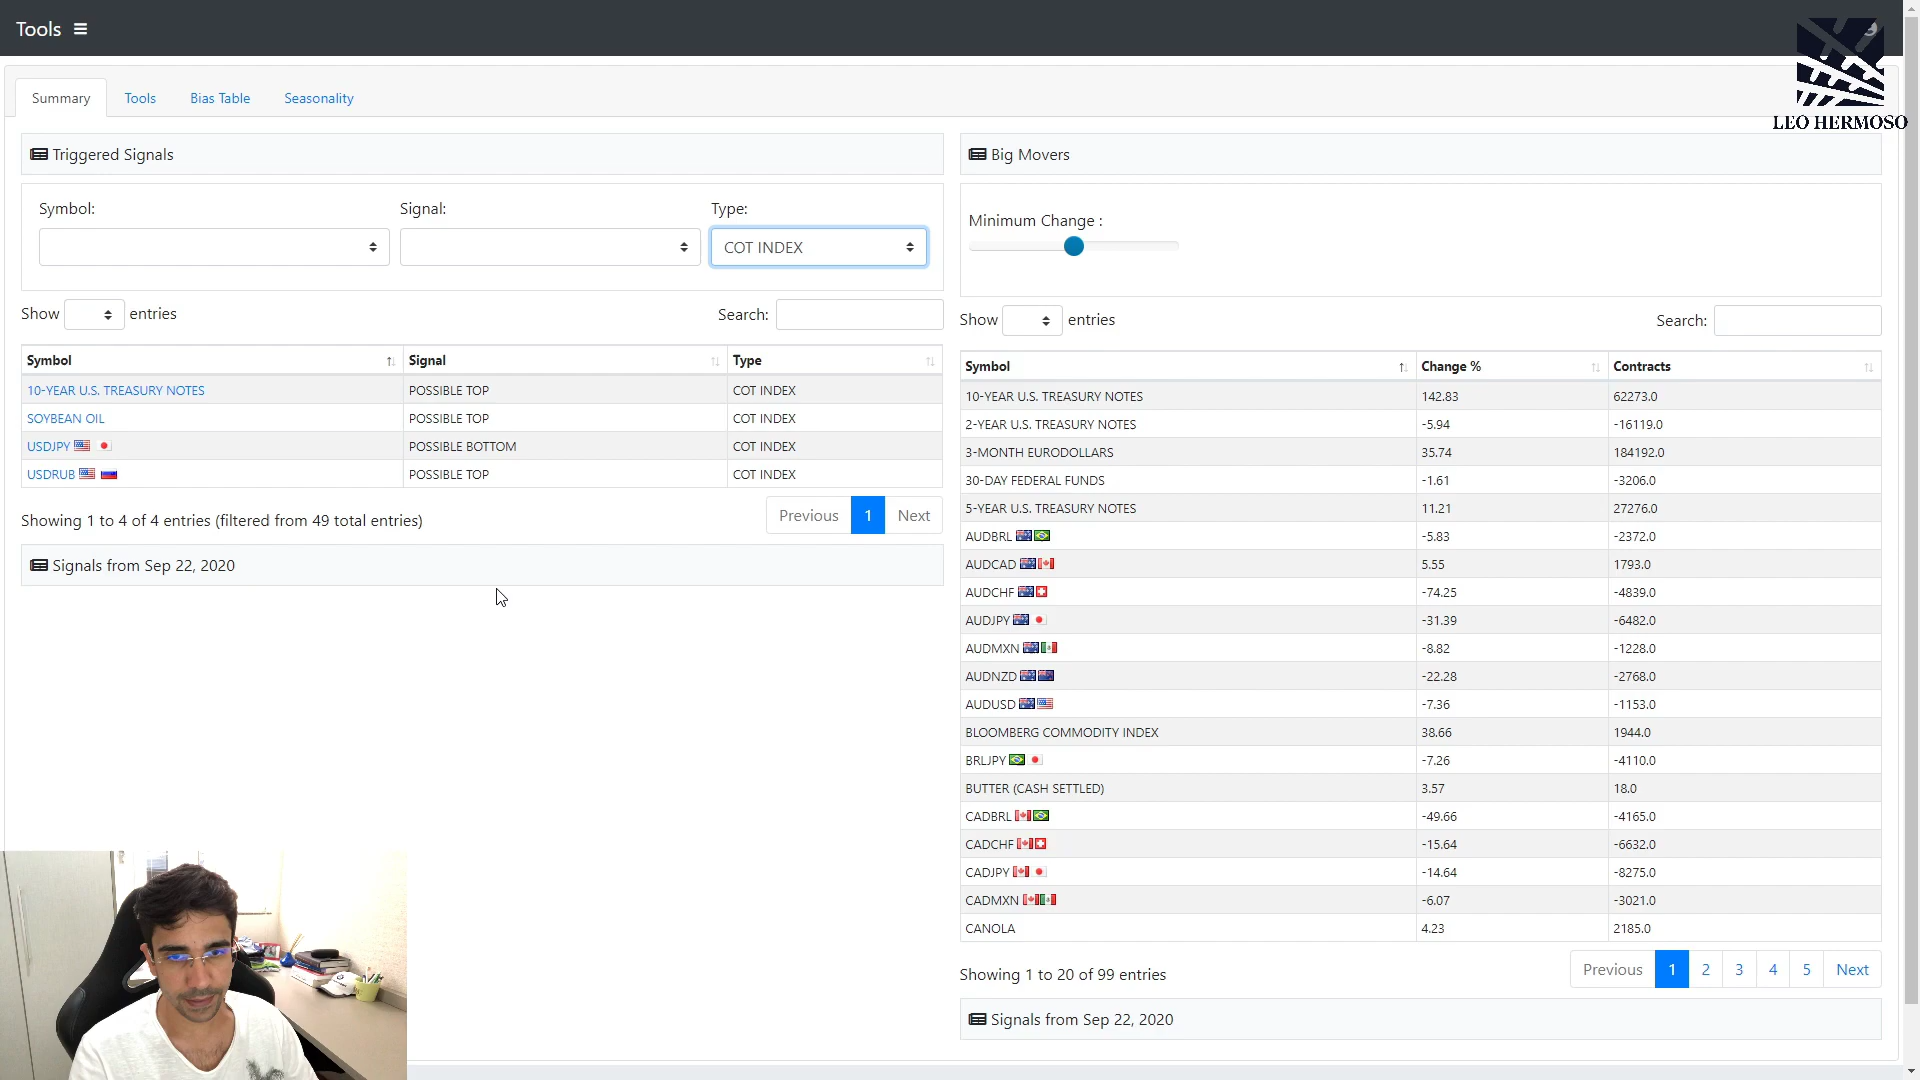 Tools
LEO HERMOSO
Summary Tools Bias Table Seasonality
Triggered Signals
Symbol: Signal: Type:
COT INDEX
Show entries Search:
Symbol Signal Type
10-YEAR U.S. TREASURY NOTES POSSIBLE TOP COT INDEX
SOYBEAN OIL POSSIBLE TOP COT INDEX
USDJPY POSSIBLE BOTTOM COT INDEX
USDRUB POSSIBLE TOP COT INDEX
Showing 1 to 4 of 4 entries (filtered from 49 total entries) Previous 1 Next
Signals from Sep 22, 2020
Big Movers
Minimum Change :
Show entries Search:
Symbol Change % Contracts
10-YEAR U.S. TREASURY NOTES 142.83 62273.0
2-YEAR U.S. TREASURY NOTES -5.94 -16119.0
3-MONTH EURODOLLARS 35.74 184192.0
30-DAY FEDERAL FUNDS -1.61 -3206.0
5-YEAR U.S. TREASURY NOTES 11.21 27276.0
AUDBRL -5.83 -2372.0
AUDCAD 5.55 1793.0
AUDCHF -74.25 -4839.0
AUDJPY -31.39 -6482.0
AUDMXN -8.82 -1228.0
AUDNZD -22.28 -2768.0
AUDUSD -7.36 -1153.0
BLOOMBERG COMMODITY INDEX 38.66 1944.0
BRLJPY -7.26 -4110.0
BUTTER (CASH SETTLED) 3.57 18.0
CADBRL -49.66 -4165.0
CADCHF -15.64 -6632.0
CADJPY -14.64 -8275.0
CADMXN -6.07 -3021.0
CANOLA 4.23 2185.0
Showing 1 to 20 of 99 entries Previous 1 2 3 4 5 Next
Signals from Sep 22, 2020